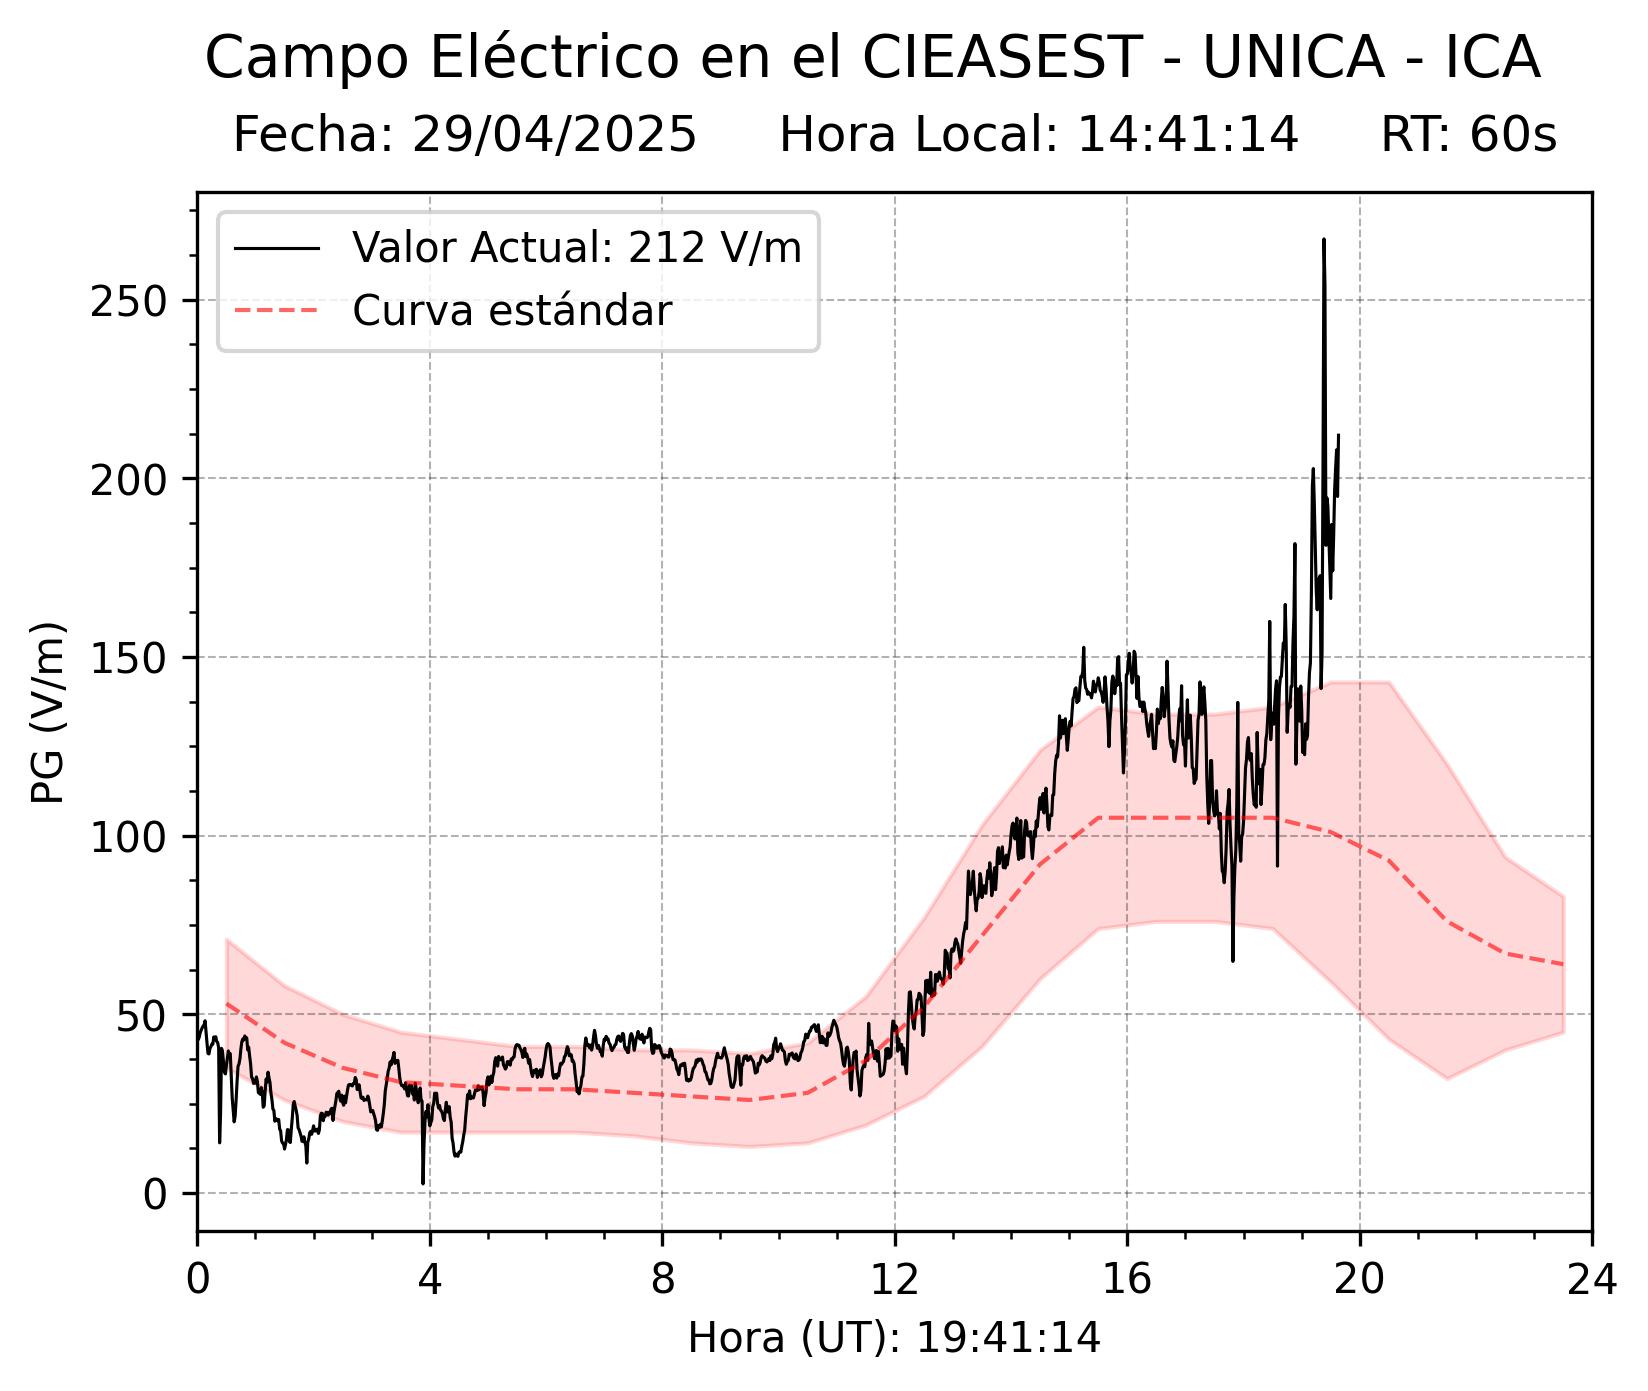 Campo Eléctrico en el CIEASEST - UNICA - ICA
Fecha: 29/04/2025 Hora Local: 14:41:14 RT: 60s
Valor Actual: 212 V/m
Curva estándar
PG (V/m)
250
200
150
100
50
0
0 4 8 12 16 20 24
Hora (UT): 19:41:14